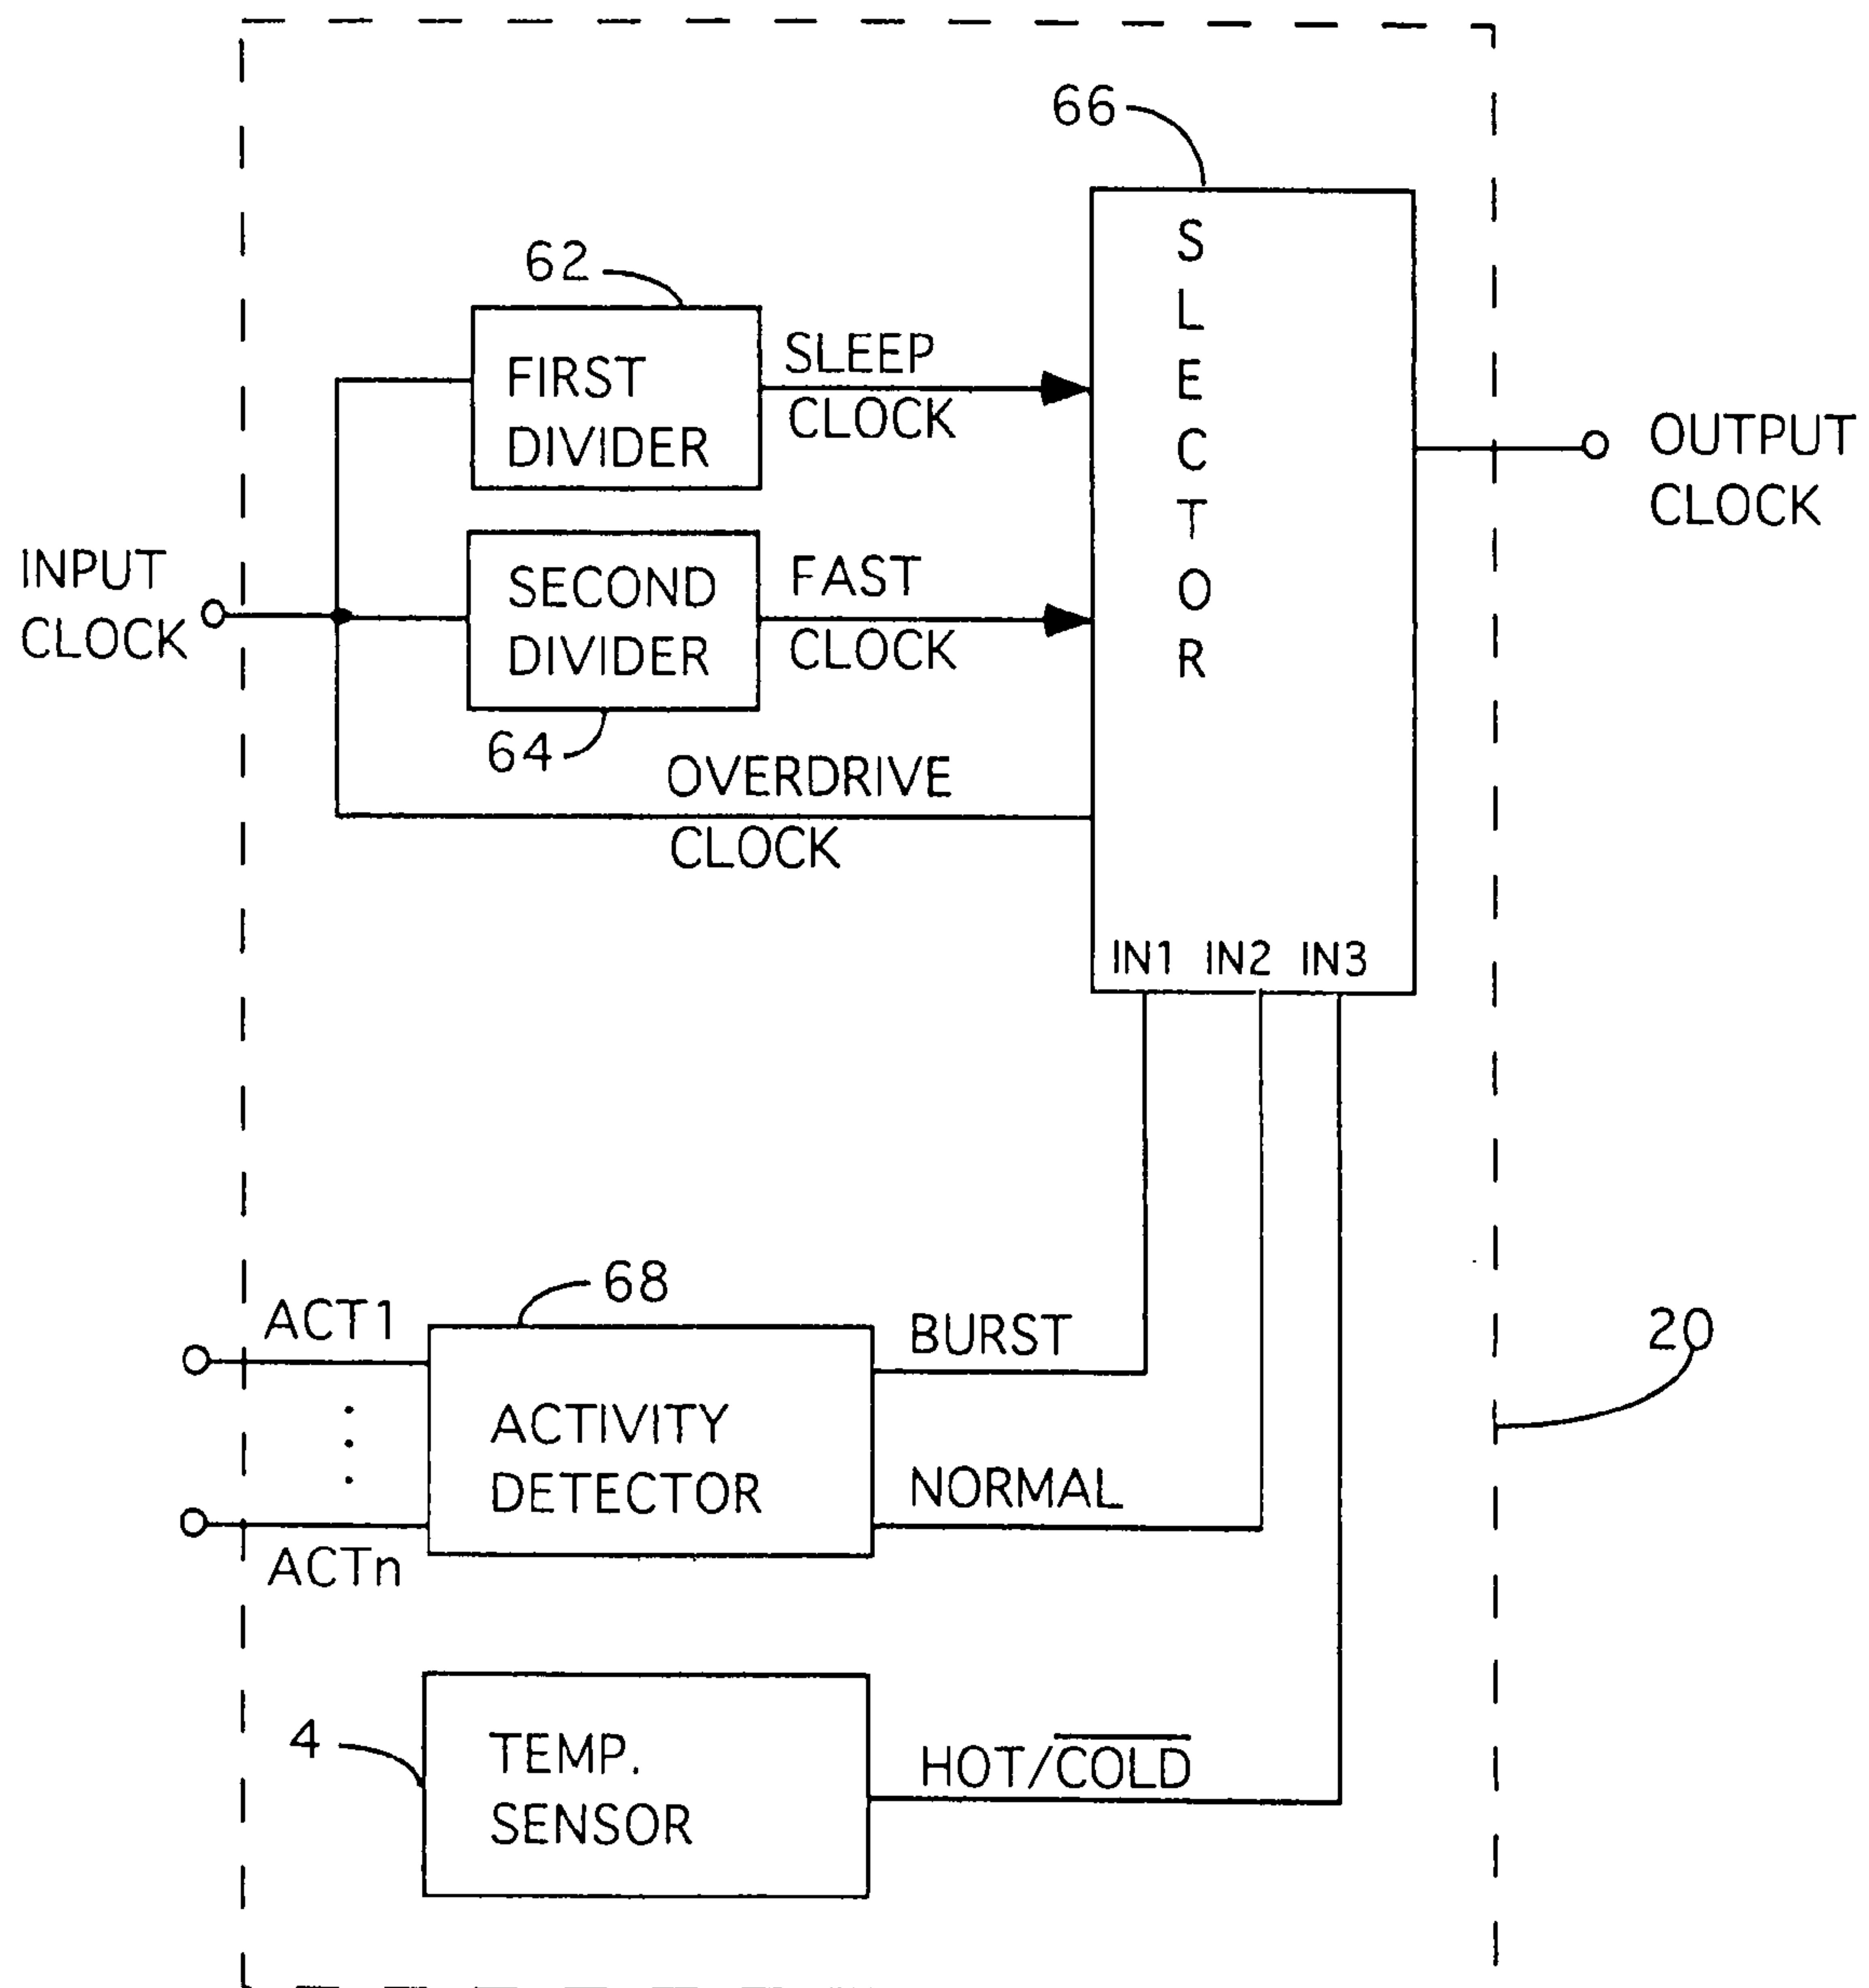 66
S
L
E
C
T
O
R
62
FIRST
DIVIDER
SLEEP
CLOCK
OUTPUT
CLOCK
INPUT
CLOCK
SECOND
DIVIDER
FAST
CLOCK
64
OVERDRIVE
CLOCK
IN1 IN2 IN3
68
ACT1
ACTIVITY
DETECTOR
BURST
NORMAL
ACTn
20
4
TEMP.
SENSOR
HOT/C̅O̅L̅D̅